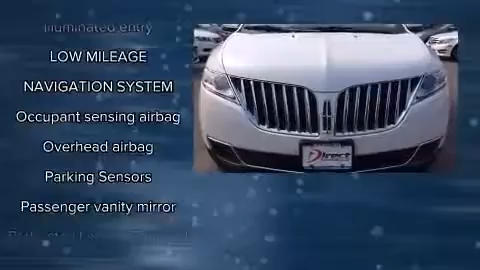 Illuminated entry
LOW MILEAGE
NAVIGATION SYSTEM
Occupant sensing airbag
Overhead airbag
Parking Sensors
Passenger vanity mirror
Direct